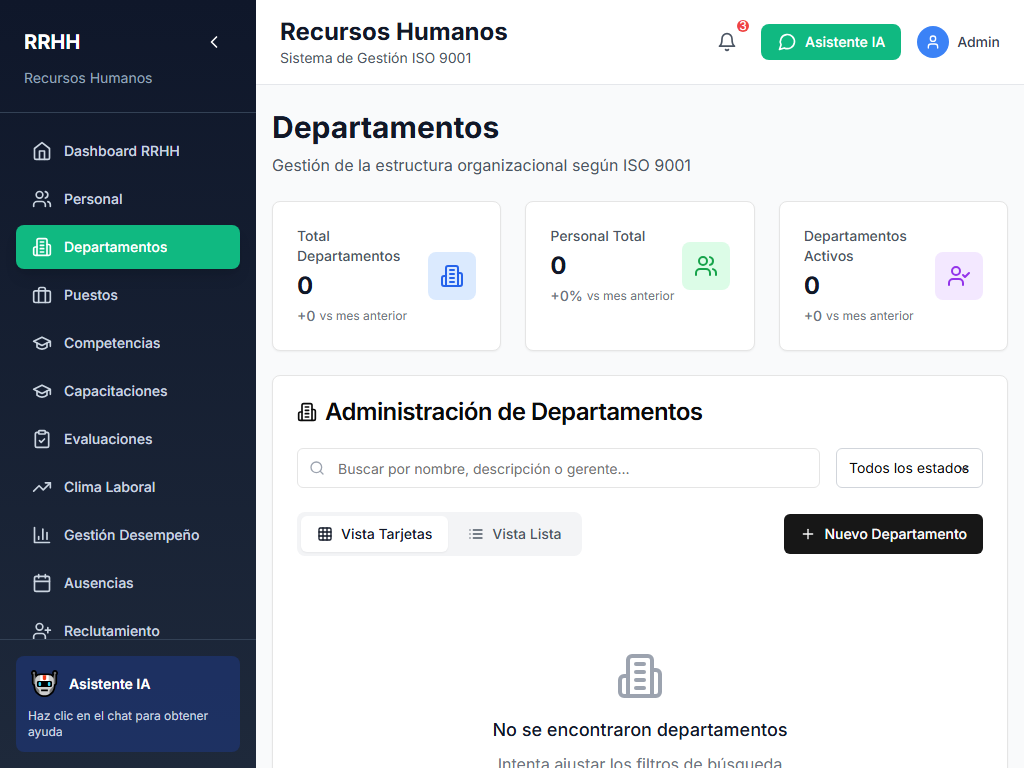 RRHH
Recursos Humanos
Dashboard RRHH
Personal
Departamentos
Puestos
Competencias
Capacitaciones
Evaluaciones
Clima Laboral
Gestión Desempeño
Ausencias
Reclutamiento
Asistente IA
Haz clic en el chat para obtener
ayuda
Recursos Humanos
Sistema de Gestión ISO 9001
3
Asistente IA
Admin
Departamentos
Gestión de la estructura organizacional según ISO 9001
Total
Departamentos
0
+0 vs mes anterior
Personal Total
0
+0% vs mes anterior
Departamentos
Activos
0
+0 vs mes anterior
Administración de Departamentos
Buscar por nombre, descripción o gerente...
Todos los estados
Vista Tarjetas
Vista Lista
Nuevo Departamento
No se encontraron departamentos
Intenta ajustar los filtros de búsqueda